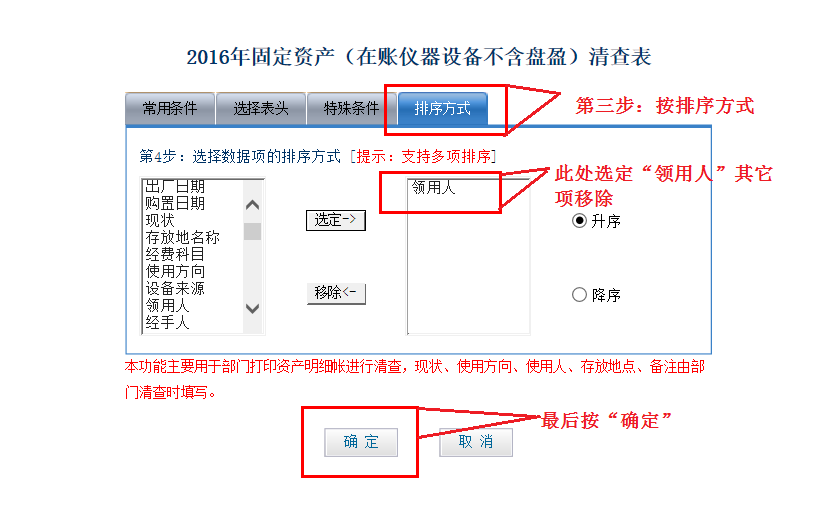 2016年固定资产（在账仪器设备不含盘盈）清查表
常用条件 选择表头 特殊条件 排序方式
第三步：按排序方式
第4步：选择数据项的排序方式 [提示：支持多项排序]
此处选定“领用人”其它
项移除
出厂日期
购置日期
现状
存放地名称
经费科目
使用方向
设备来源
领用人
经手人
选定->
移除<-
领用人
升序
降序
本功能主要用于部门打印资产明细帐进行清查，现状、使用方向、使用人、存放地点、备注由部
门清查时填写。
最后按“确定”
确 定 取 消